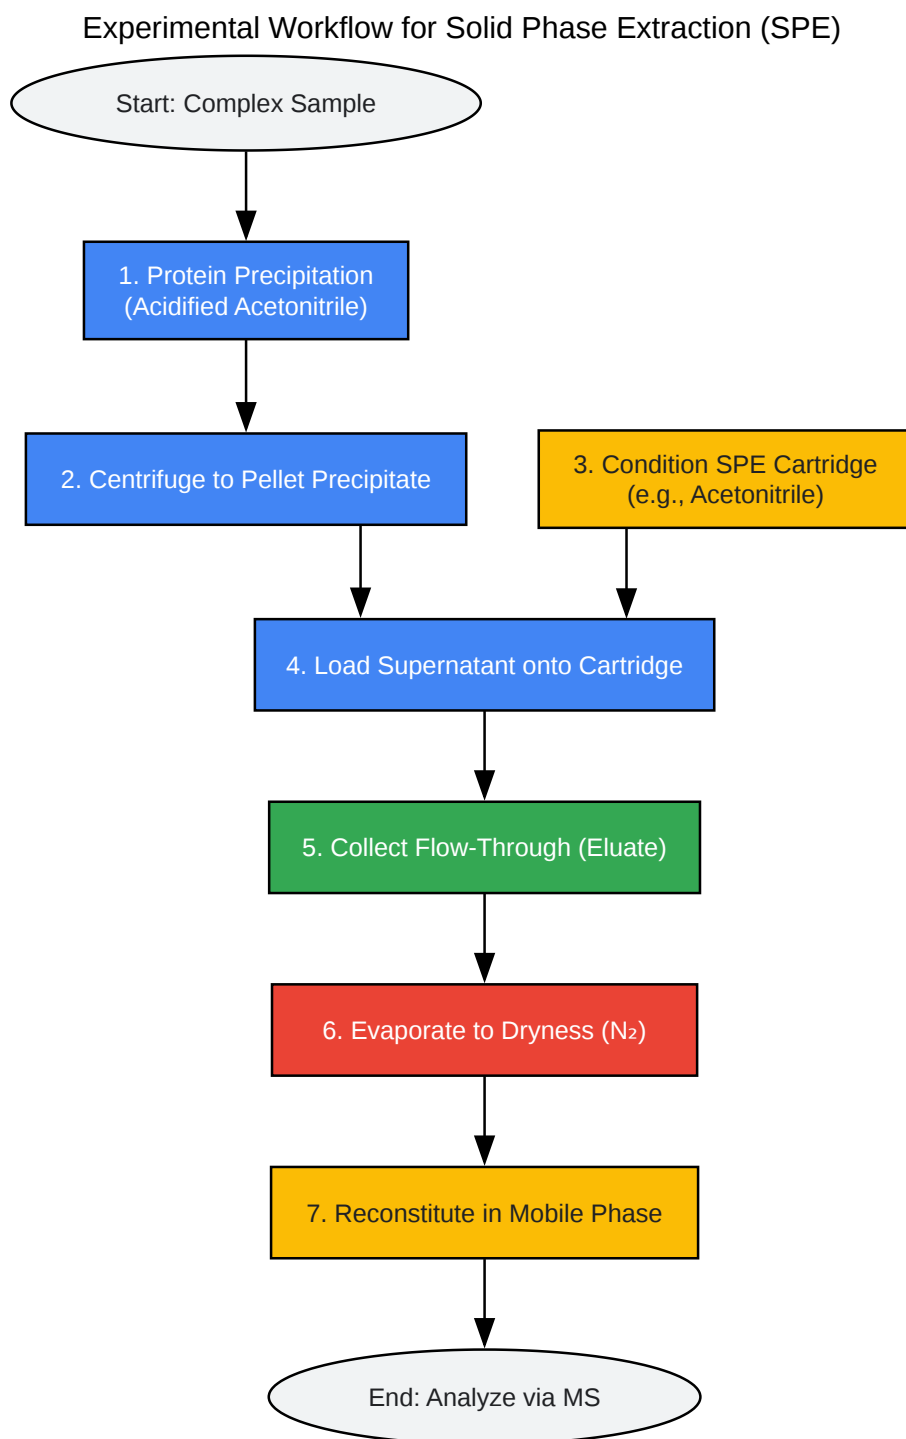 Experimental Workflow for Solid Phase Extraction (SPE)
Start: Complex Sample
1. Protein Precipitation
(Acidified Acetonitrile)
2. Centrifuge to Pellet Precipitate
3. Condition SPE Cartridge
(e.g., Acetonitrile)
4. Load Supernatant onto Cartridge
5. Collect Flow-Through (Eluate)
6. Evaporate to Dryness (N₂)
7. Reconstitute in Mobile Phase
End: Analyze via MS